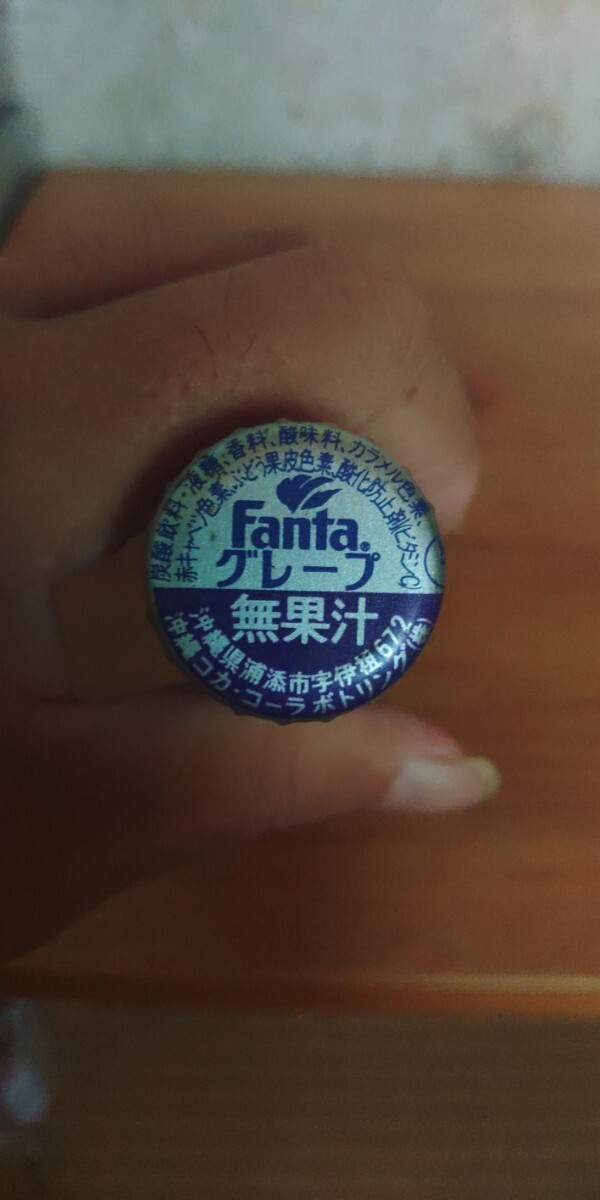 炭酸飲料・液糖、香料、酸味料、カラメル色素、
赤キャベツ色素、ぶどう果皮色素、酸化防止剤(ビタミンC)
Fanta®
グレープ
無果汁
沖縄県浦添市字伊祖672
沖縄コカ・コーラボトリング(株)